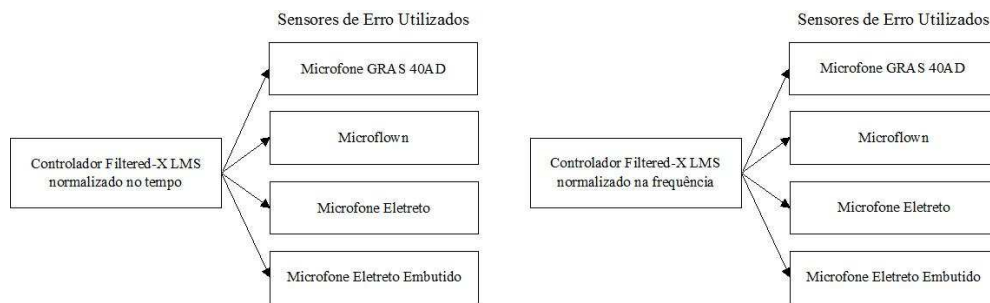 Sensores de Erro Utilizados
Microfone GRAS 40AD
Microflown
Controlador Filtered-X LMS
normalizado no tempo
Microfone Eletreto
Microfone Eletreto Embutido
Sensores de Erro Utilizados
Microfone GRAS 40AD
Microflown
Controlador Filtered-X LMS
normalizado na frequência
Microfone Eletreto
Microfone Eletreto Embutido